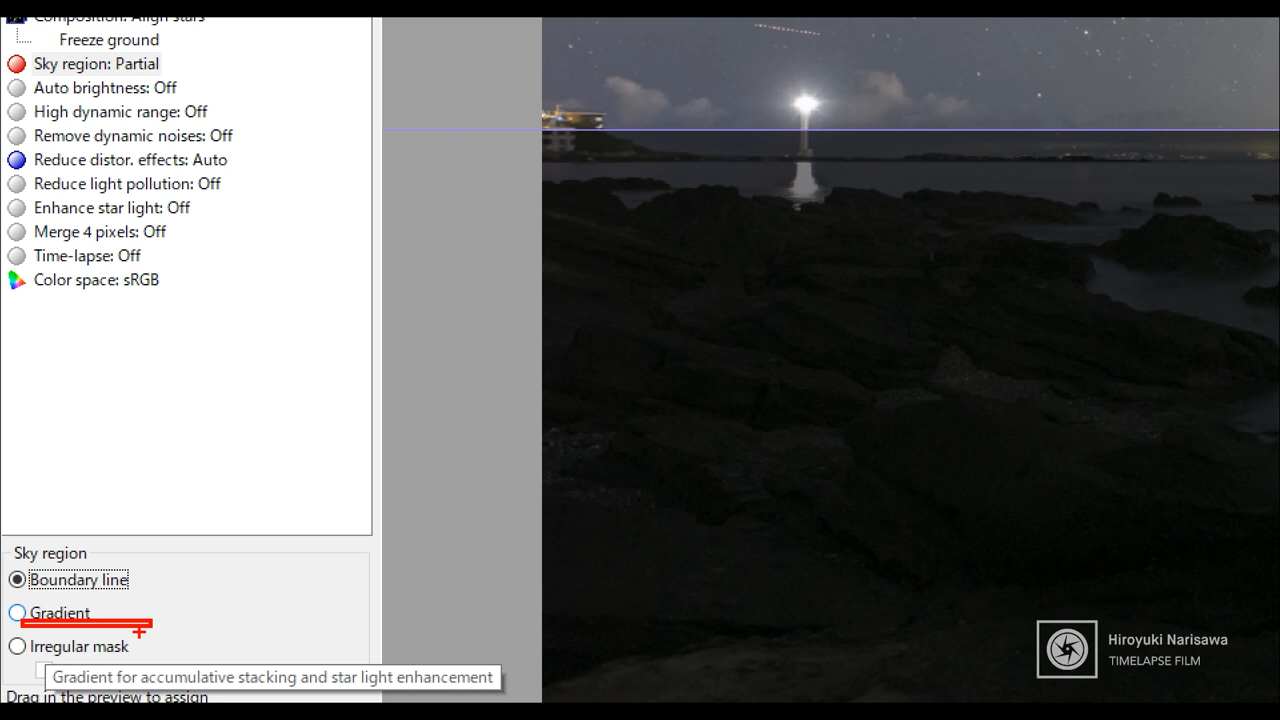 Composition: Align stars
Freeze ground
Sky region: Partial
Auto brightness: Off
High dynamic range: Off
Remove dynamic noises: Off
Reduce distor. effects: Auto
Reduce light pollution: Off
Enhance star light: Off
Merge 4 pixels: Off
Time-lapse: Off
Color space: sRGB
Sky region
Boundary line
Gradient
Irregular mask
Gradient for accumulative stacking and star light enhancement
Drag in the preview to assign
Hiroyuki Narisawa
TIMELAPSE FILM